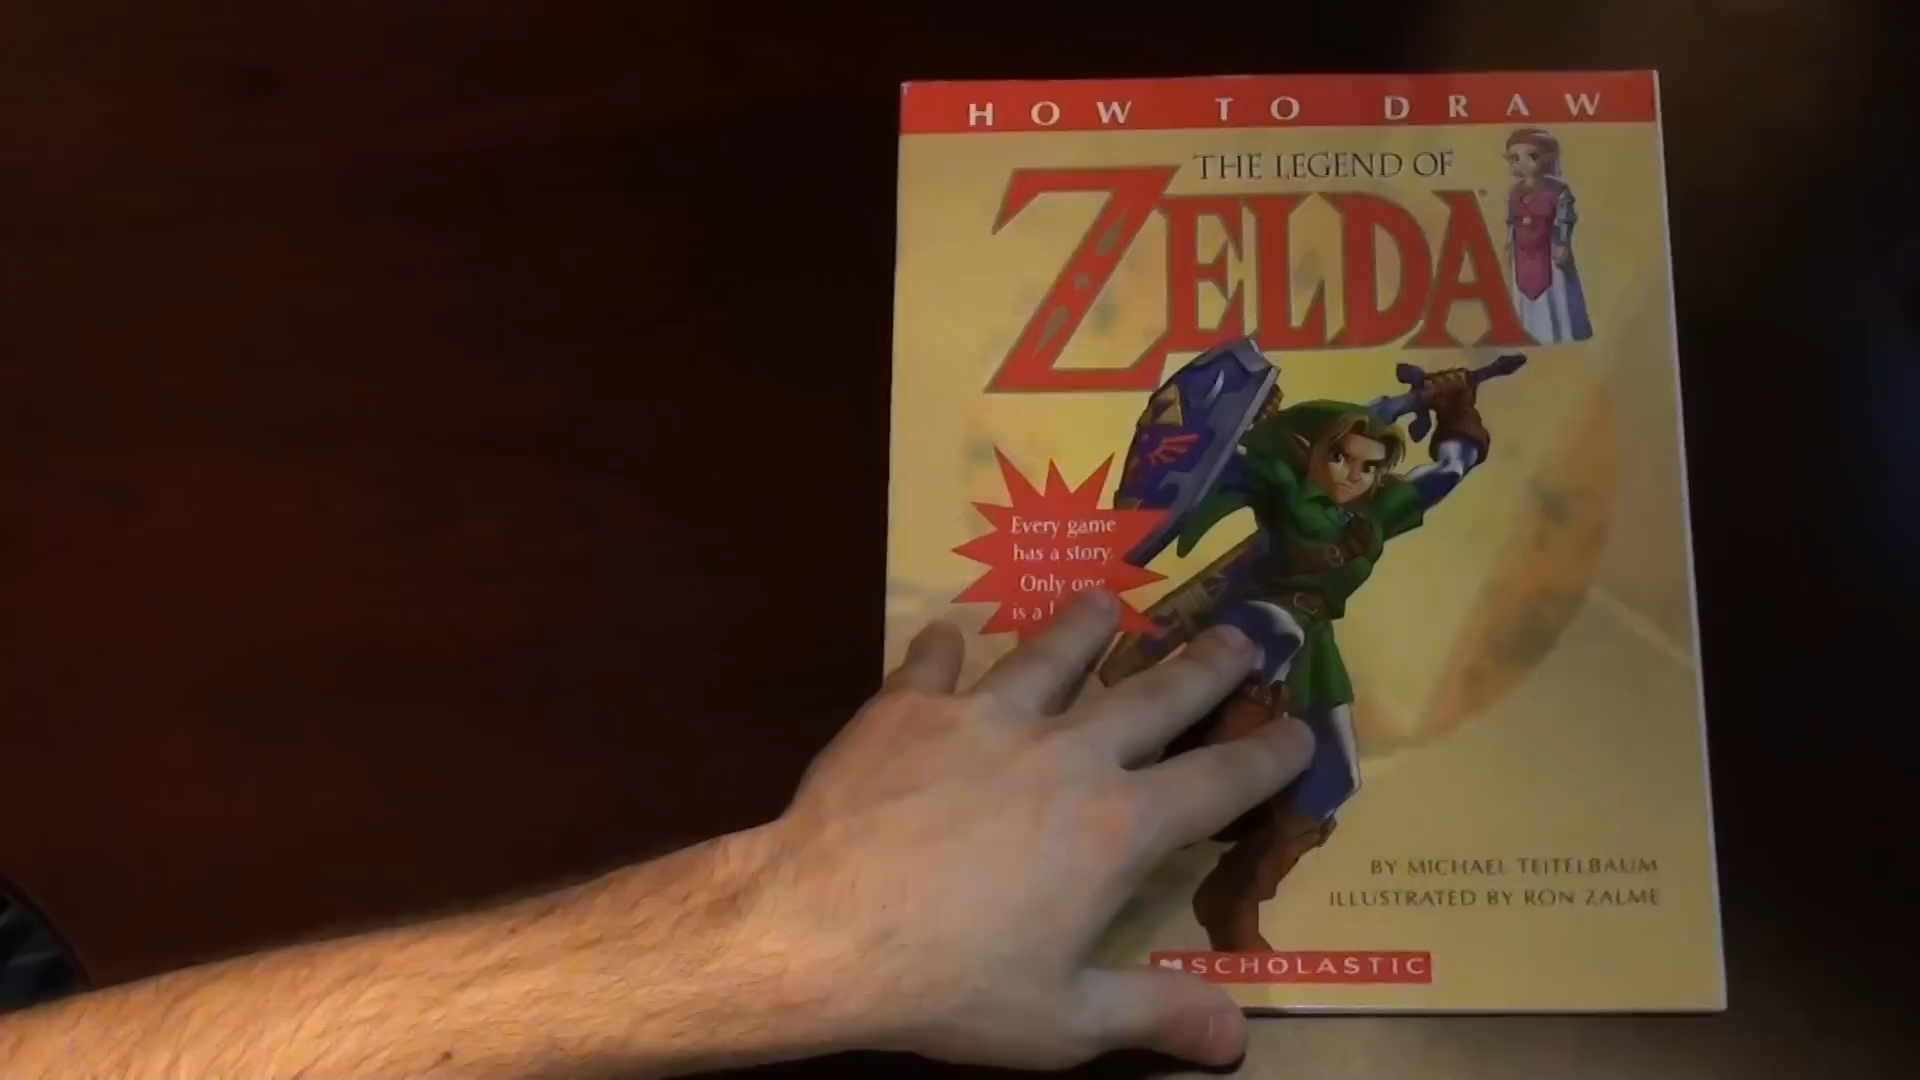 HOW TO DRAW
THE LEGEND OF
ZELDA
Every game
has a story.
Only one
is a
BY MICHAEL TEITELBAUM
ILLUSTRATED BY RON ZALME
SCHOLASTIC